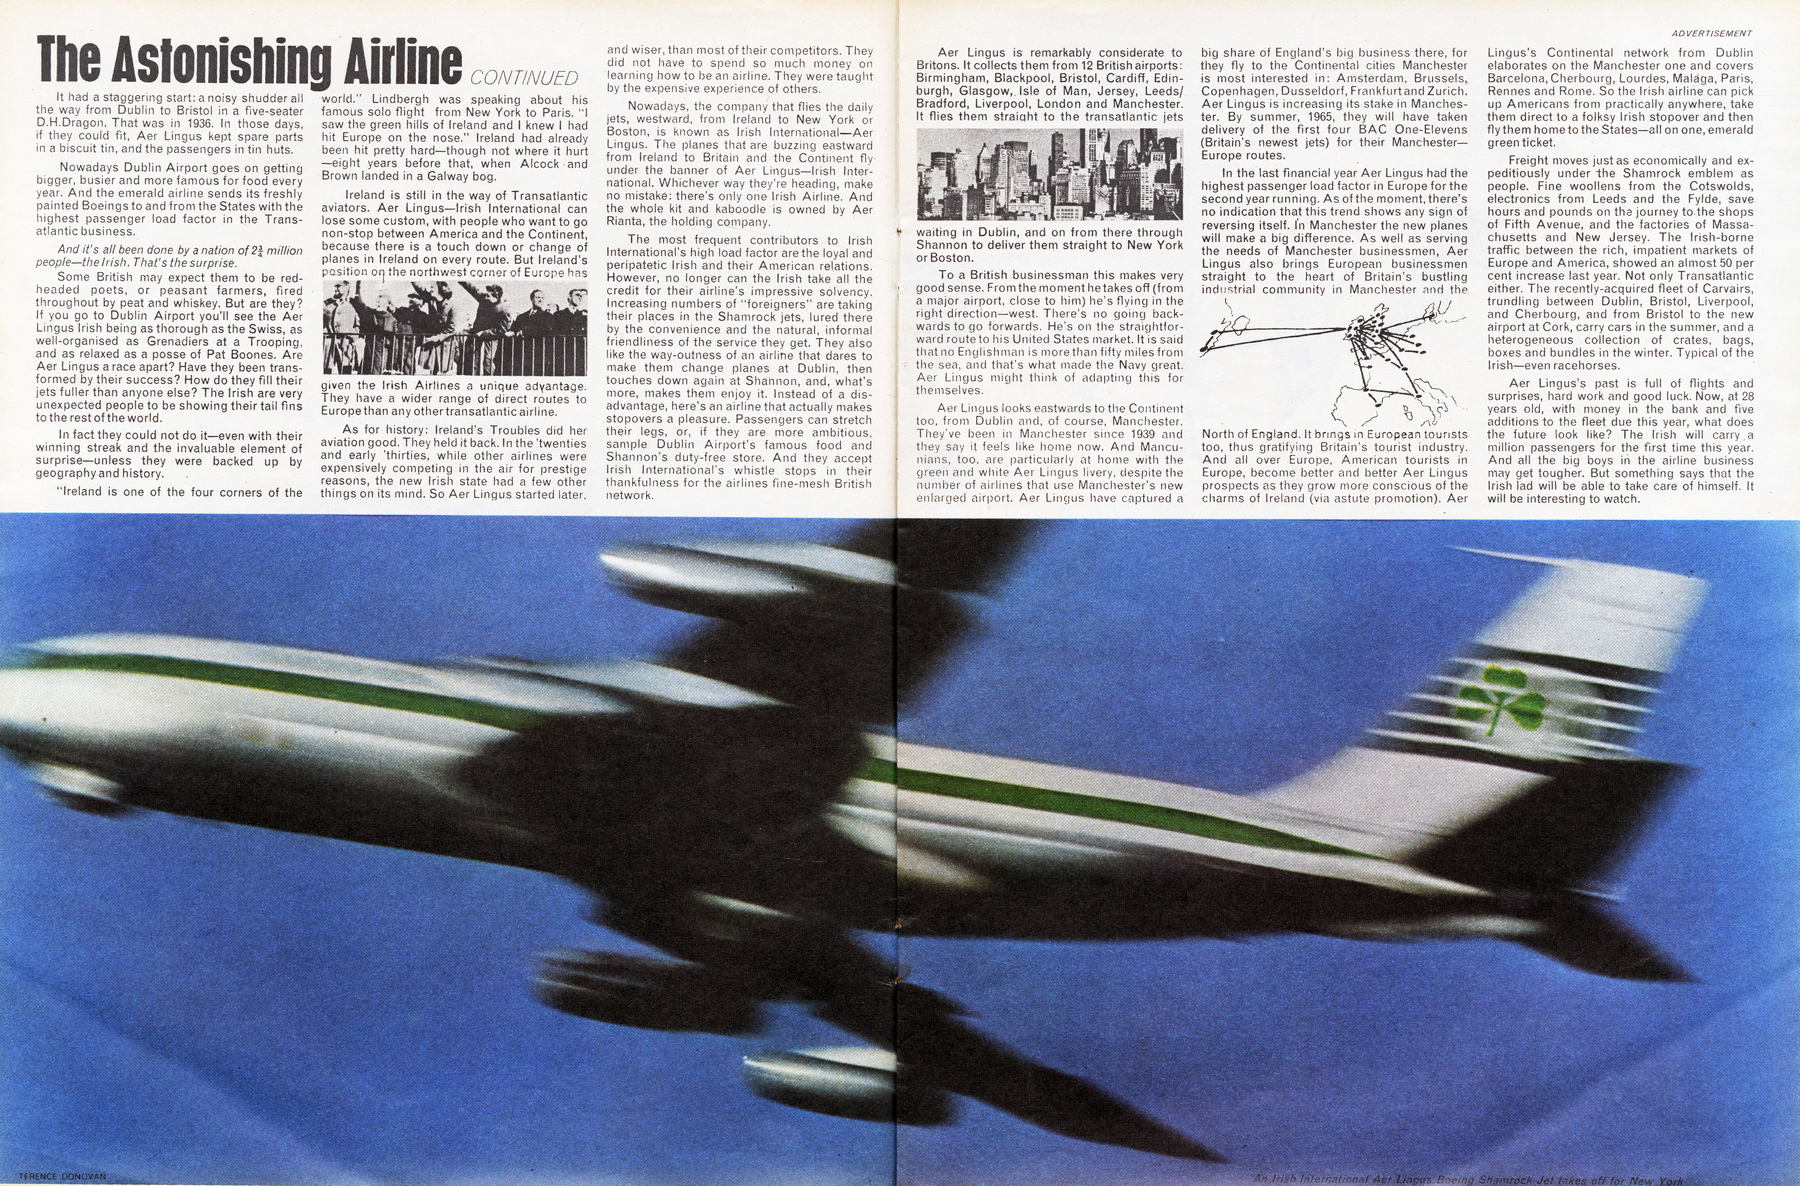 The Astonishing Airline CONTINUED
It had a staggering start: a noisy shudder all
the way from Dublin to Bristol in a five-seater
D.H.Dragon. That was in 1936. In those days,
if they could fit, Aer Lingus kept spare parts
in a biscuit tin, and the passengers in tin huts.
Nowadays Dublin Airport goes on getting
bigger, busier and more famous for food every
year. And the emerald airline sends its freshly
painted Boeings to and from the States with the
highest passenger load factor in the Trans-
atlantic business.
And it's all been done by a nation of 2¾ million
people—the Irish. That's the surprise.
Some British may expect them to be red-
headed poets, or peasant farmers, fired
throughout by peat and whiskey. But are they?
If you go to Dublin Airport you'll see the Aer
Lingus Irish being as thorough as the Swiss, as
well-organised as Grenadiers at a Trooping,
and as relaxed as a posse of Pat Boones. Are
Aer Lingus a race apart? Have they been trans-
formed by their success? How do they fill their
jets fuller than anyone else? The Irish are very
unexpected people to be showing their tail fins
to the rest of the world.
In fact they could not do it—even with their
winning streak and the invaluable element of
surprise—unless they were backed up by
geography and history.
"Ireland is one of the four corners of the
world." Lindbergh was speaking about his
famous solo flight from New York to Paris. "I
saw the green hills of Ireland and I knew I had
hit Europe on the nose." Ireland had already
been hit pretty hard—though not where it hurt
—eight years before that, when Alcock and
Brown landed in a Galway bog.
Ireland is still in the way of Transatlantic
aviators. Aer Lingus—Irish International can
lose some custom, with people who want to go
non-stop between America and the Continent,
because there is a touch down or change of
planes in Ireland on every route. But Ireland's
position on the northwest corner of Europe has
given the Irish Airlines a unique advantage.
They have a wider range of direct routes to
Europe than any other transatlantic airline.
As for history: Ireland's Troubles did her
aviation good. They held it back. In the 'twenties
and early 'thirties, while other airlines were
expensively competing in the air for prestige
reasons, the new Irish state had a few other
things on its mind. So Aer Lingus started later,
and wiser, than most of their competitors. They
did not have to spend so much money on
learning how to be an airline. They were taught
by the expensive experience of others.
Nowadays, the company that flies the daily
jets, westward, from Ireland to New York or
Boston, is known as Irish International—Aer
Lingus. The planes that are buzzing eastward
from Ireland to Britain and the Continent fly
under the banner of Aer Lingus—Irish Inter-
national. Whichever way they're heading, make
no mistake: there's only one Irish Airline. And
the whole kit and kaboodle is owned by Aer
Rianta, the holding company.
The most frequent contributors to Irish
International's high load factor are the loyal and
peripatetic Irish and their American relations.
However, no longer can the Irish take all the
credit for their airline's impressive solvency.
Increasing numbers of "foreigners" are taking
their places in the Shamrock jets, lured there
by the convenience and the natural, informal
friendliness of the service they get. They also
like the way-outness of an airline that dares to
make them change planes at Dublin, then
touches down again at Shannon, and, what's
more, makes them enjoy it. Instead of a dis-
advantage, here's an airline that actually makes
stopovers a pleasure. Passengers can stretch
their legs, or, if they are more ambitious,
sample Dublin Airport's famous food and
Shannon's duty-free store. And they accept
Irish International's whistle stops in their
thankfulness for the airlines fine-mesh British
network.
ADVERTISEMENT
Aer Lingus is remarkably considerate to
Britons. It collects them from 12 British airports:
Birmingham, Blackpool, Bristol, Cardiff, Edin-
burgh, Glasgow, Isle of Man, Jersey, Leeds/
Bradford, Liverpool, London and Manchester.
It flies them straight to the transatlantic jets
waiting in Dublin, and on from there through
Shannon to deliver them straight to New York
or Boston.
To a British businessman this makes very
good sense. From the moment he takes off (from
a major airport, close to him) he's flying in the
right direction—west. There's no going back-
wards to go forwards. He's on the straightfor-
ward route to his United States market. It is said
that no Englishman is more than fifty miles from
the sea, and that's what made the Navy great.
Aer Lingus might think of adapting this for
themselves.
Aer Lingus looks eastwards to the Continent
too, from Dublin and, of course, Manchester.
They've been in Manchester since 1939 and
they say it feels like home now. And Mancu-
nians, too, are particularly at home with the
green and white Aer Lingus livery, despite the
number of airlines that use Manchester's new
enlarged airport. Aer Lingus have captured a
big share of England's big business there, for
they fly to the Continental cities Manchester
is most interested in: Amsterdam, Brussels,
Copenhagen, Dusseldorf, Frankfurt and Zurich.
Aer Lingus is increasing its stake in Manches-
ter. By summer, 1965, they will have taken
delivery of the first four BAC One-Elevens
(Britain's newest jets) for their Manchester—
Europe routes.
In the last financial year Aer Lingus had the
highest passenger load factor in Europe for the
second year running. As of the moment, there's
no indication that this trend shows any sign of
reversing itself. In Manchester the new planes
will make a big difference. As well as serving
the needs of Manchester businessmen, Aer
Lingus also brings European businessmen
straight to the heart of Britain's bustling
industrial community in Manchester and the
North of England. It brings in European tourists
too, thus gratifying Britain's tourist industry.
And all over Europe, American tourists in
Europe, become better and better Aer Lingus
prospects as they grow more conscious of the
charms of Ireland (via astute promotion). Aer
Lingus's Continental network from Dublin
elaborates on the Manchester one and covers
Barcelona, Cherbourg, Lourdes, Malaga, Paris,
Rennes and Rome. So the Irish airline can pick
up Americans from practically anywhere, take
them direct to a folksy Irish stopover and then
fly them home to the States—all on one, emerald
green ticket.
Freight moves just as economically and ex-
peditiously under the Shamrock emblem as
people. Fine woollens from the Cotswolds,
electronics from Leeds and the Fylde, save
hours and pounds on the journey to the shops
of Fifth Avenue, and the factories of Massa-
chusetts and New Jersey. The Irish-borne
traffic between the rich, impatient markets of
Europe and America, showed an almost 50 per
cent increase last year. Not only Transatlantic
either. The recently-acquired fleet of Carvairs,
trundling between Dublin, Bristol, Liverpool,
and Cherbourg, and from Bristol to the new
airport at Cork, carry cars in the summer, and a
heterogeneous collection of crates, bags,
boxes and bundles in the winter. Typical of the
Irish—even racehorses.
Aer Lingus's past is full of flights and
surprises, hard work and good luck. Now, at 28
years old, with money in the bank and five
additions to the fleet due this year, what does
the future look like? The Irish will carry a
million passengers for the first time this year.
And all the big boys in the airline business
may get tougher. But something says that the
Irish lad will be able to take care of himself. It
will be interesting to watch.
TERENCE DONOVAN
An Irish International Aer Lingus Boeing Shamrock Jet takes off for New York